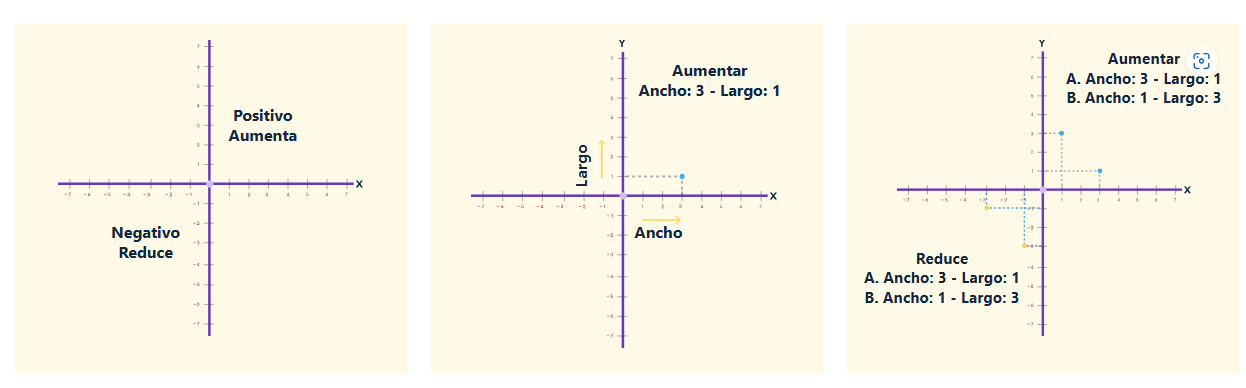 Positivo
Aumenta
X
Negativo
Reduce
Y
Aumentar
Ancho: 3 - Largo: 1
Largo
X
Ancho
Y
Aumentar
A. Ancho: 3 - Largo: 1
B. Ancho: 1 - Largo: 3
X
Reduce
A. Ancho: 3 - Largo: 1
B. Ancho: 1 - Largo: 3